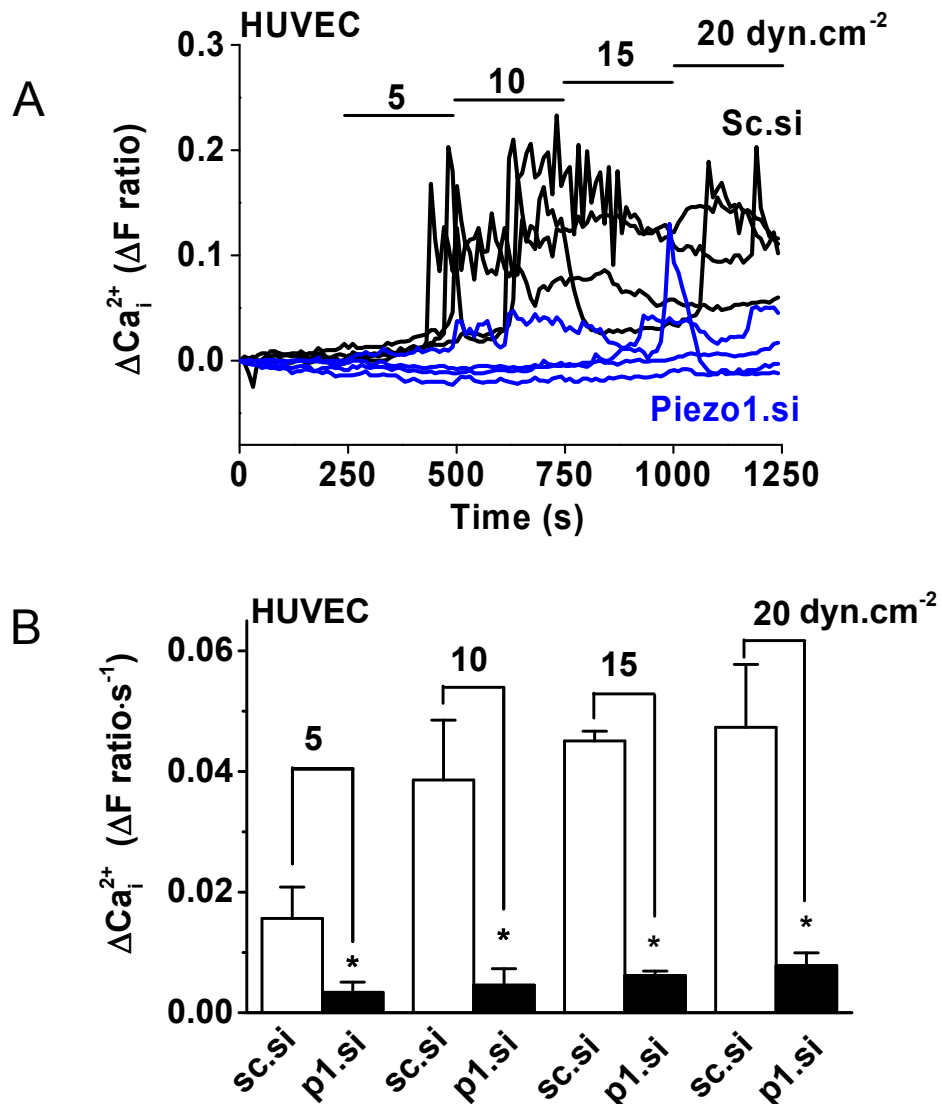 A
HUVEC
20 dyn.cm⁻²
15
10
5
Sc.si
Piezo1.si
ΔCaᵢ²⁺ (ΔF ratio)
0.3
0.2
0.1
0.0
0 250 500 750 1000 1250
Time (s)
B
HUVEC
20 dyn.cm⁻²
15
10
5
ΔCaᵢ²⁺ (ΔF ratio·s⁻¹)
0.06
0.04
0.02
0.00
* * * *
sc.si p1.si sc.si p1.si sc.si p1.si sc.si p1.si